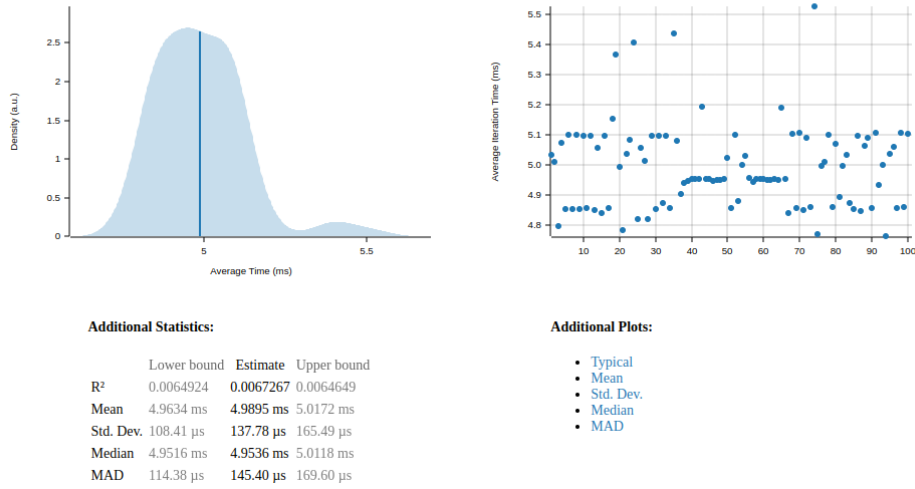 Density (a.u.)
2.5
2
1.5
1
0.5
0
5
5.5
Average Time (ms)
Average Iteration Time (ms)
5.5
5.4
5.3
5.2
5.1
5.0
4.9
4.8
10 20 30 40 50 60 70 80 90 100
Additional Statistics:
Lower bound Estimate Upper bound
R² 0.0064924 0.0067267 0.0064649
Mean 4.9634 ms 4.9895 ms 5.0172 ms
Std. Dev. 108.41 µs 137.78 µs 165.49 µs
Median 4.9516 ms 4.9536 ms 5.0118 ms
MAD 114.38 µs 145.40 µs 169.60 µs
Additional Plots:
Typical
Mean
Std. Dev.
Median
MAD